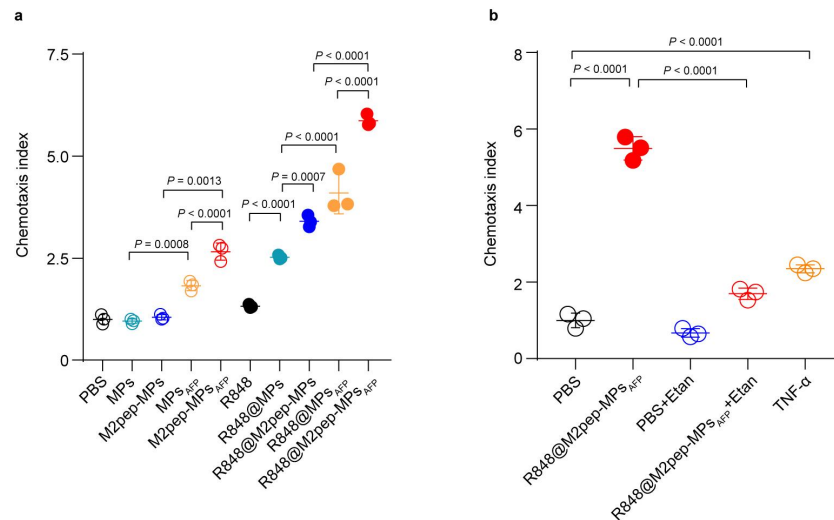 a
Chemotaxis index
7.5
5.0
2.5
0
P < 0.0001
P < 0.0001
P < 0.0001
P = 0.0007
P = 0.0013
P < 0.0001
P < 0.0001
P = 0.0008
PBS
MPs
M2pep-MPs
MPsAFP
M2pep-MPsAFP
R848
R848@MPs
R848@M2pep-MPs
R848@MPsAFP
R848@M2pep-MPsAFP
b
Chemotaxis index
8
6
4
2
0
P < 0.0001
P < 0.0001
P < 0.0001
PBS
R848@M2pep-MPsAFP
PBS+Etan
R848@M2pep-MPsAFP+Etan
TNF-α